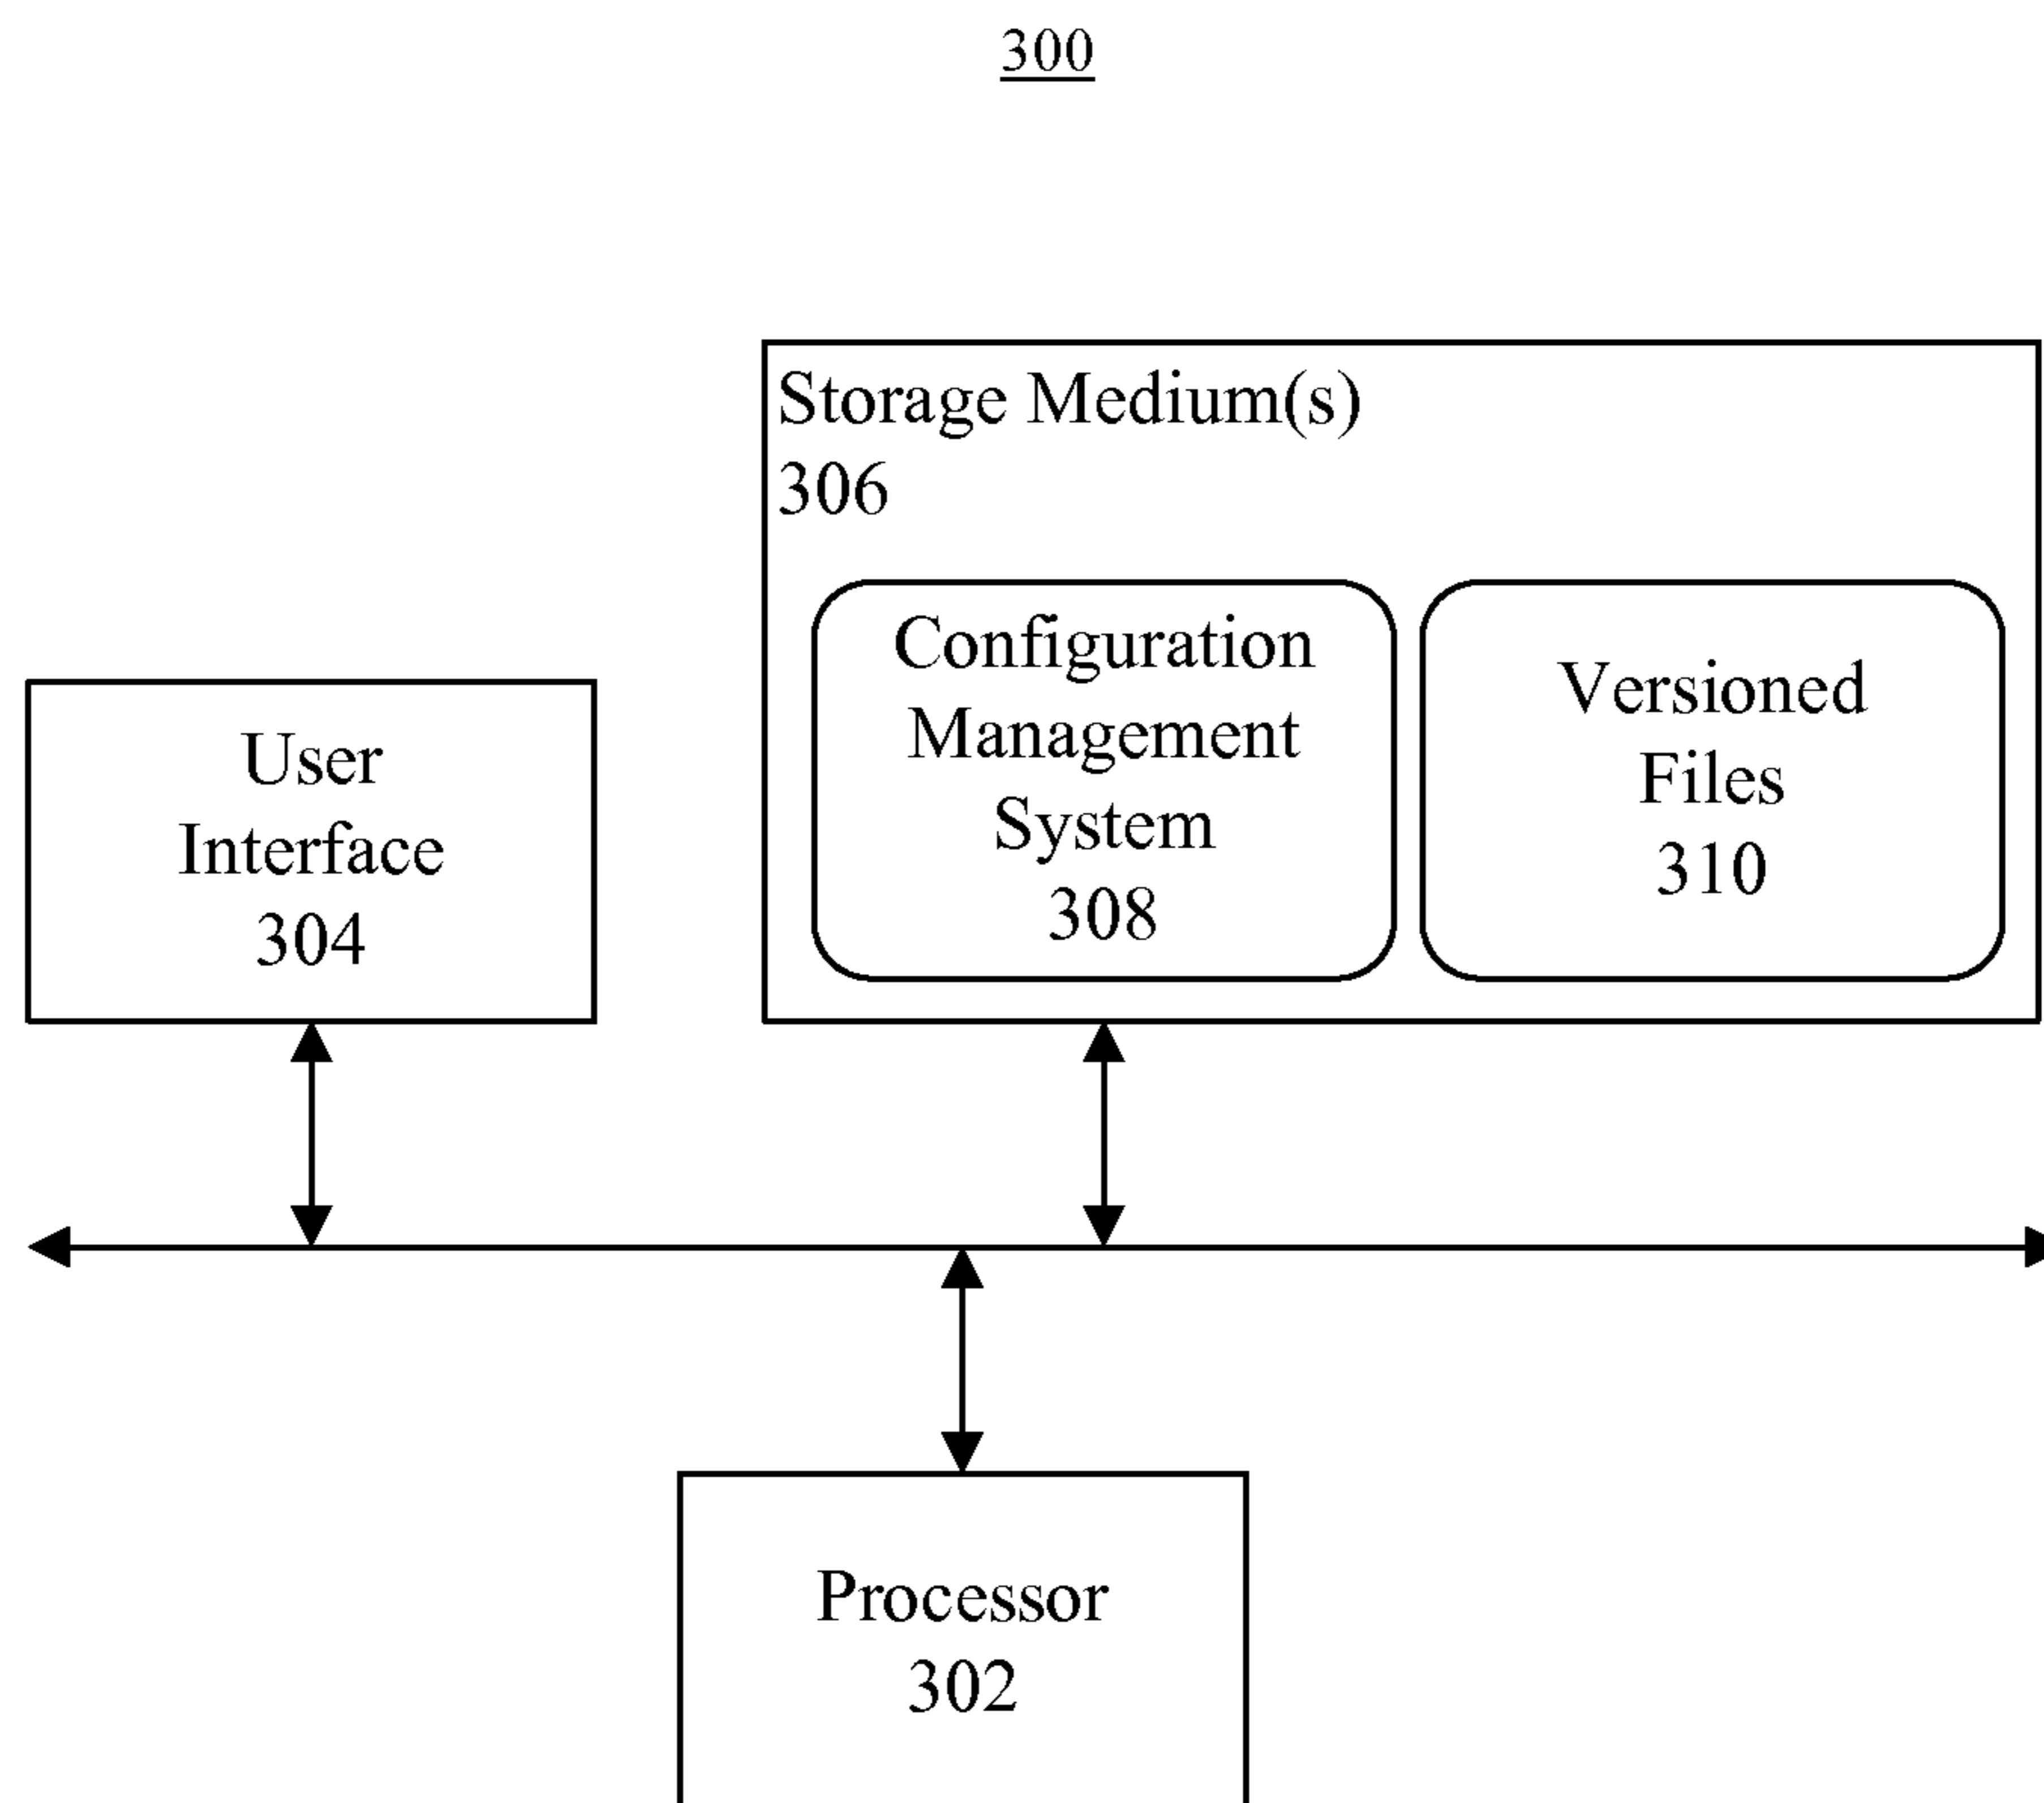 300
Storage Medium(s)
306
Configuration
Management
System
308
Versioned
Files
310
User
Interface
304
Processor
302